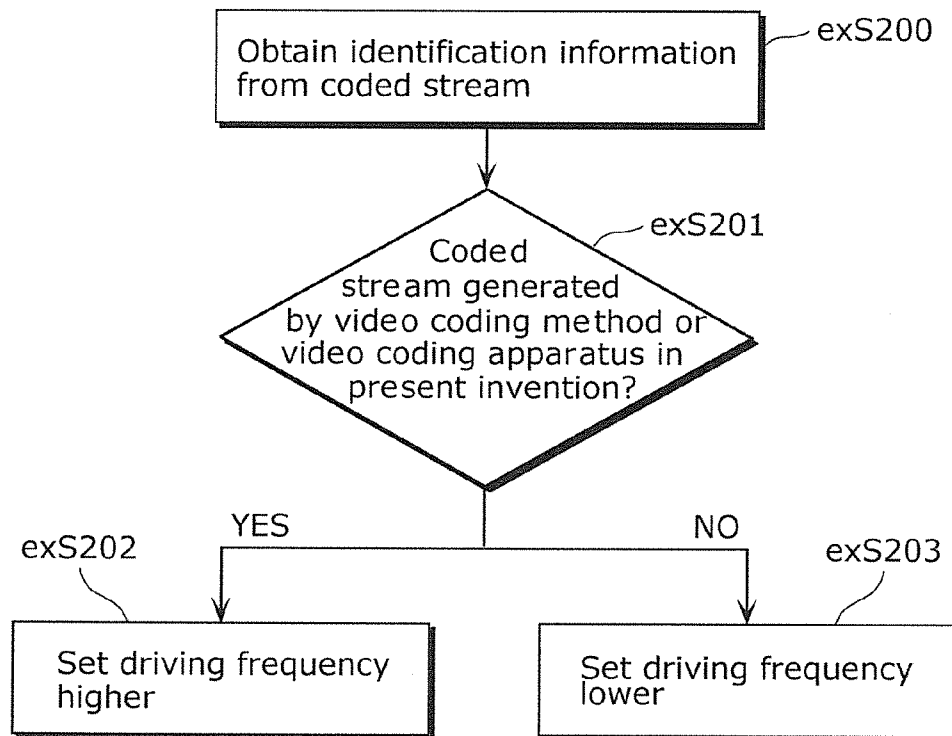 exS200
Obtain identification information
from coded stream
exS201
Coded
stream generated
by video coding method or
video coding apparatus in
present invention?
YES
NO
exS202
exS203
Set driving frequency
higher
Set driving frequency
lower